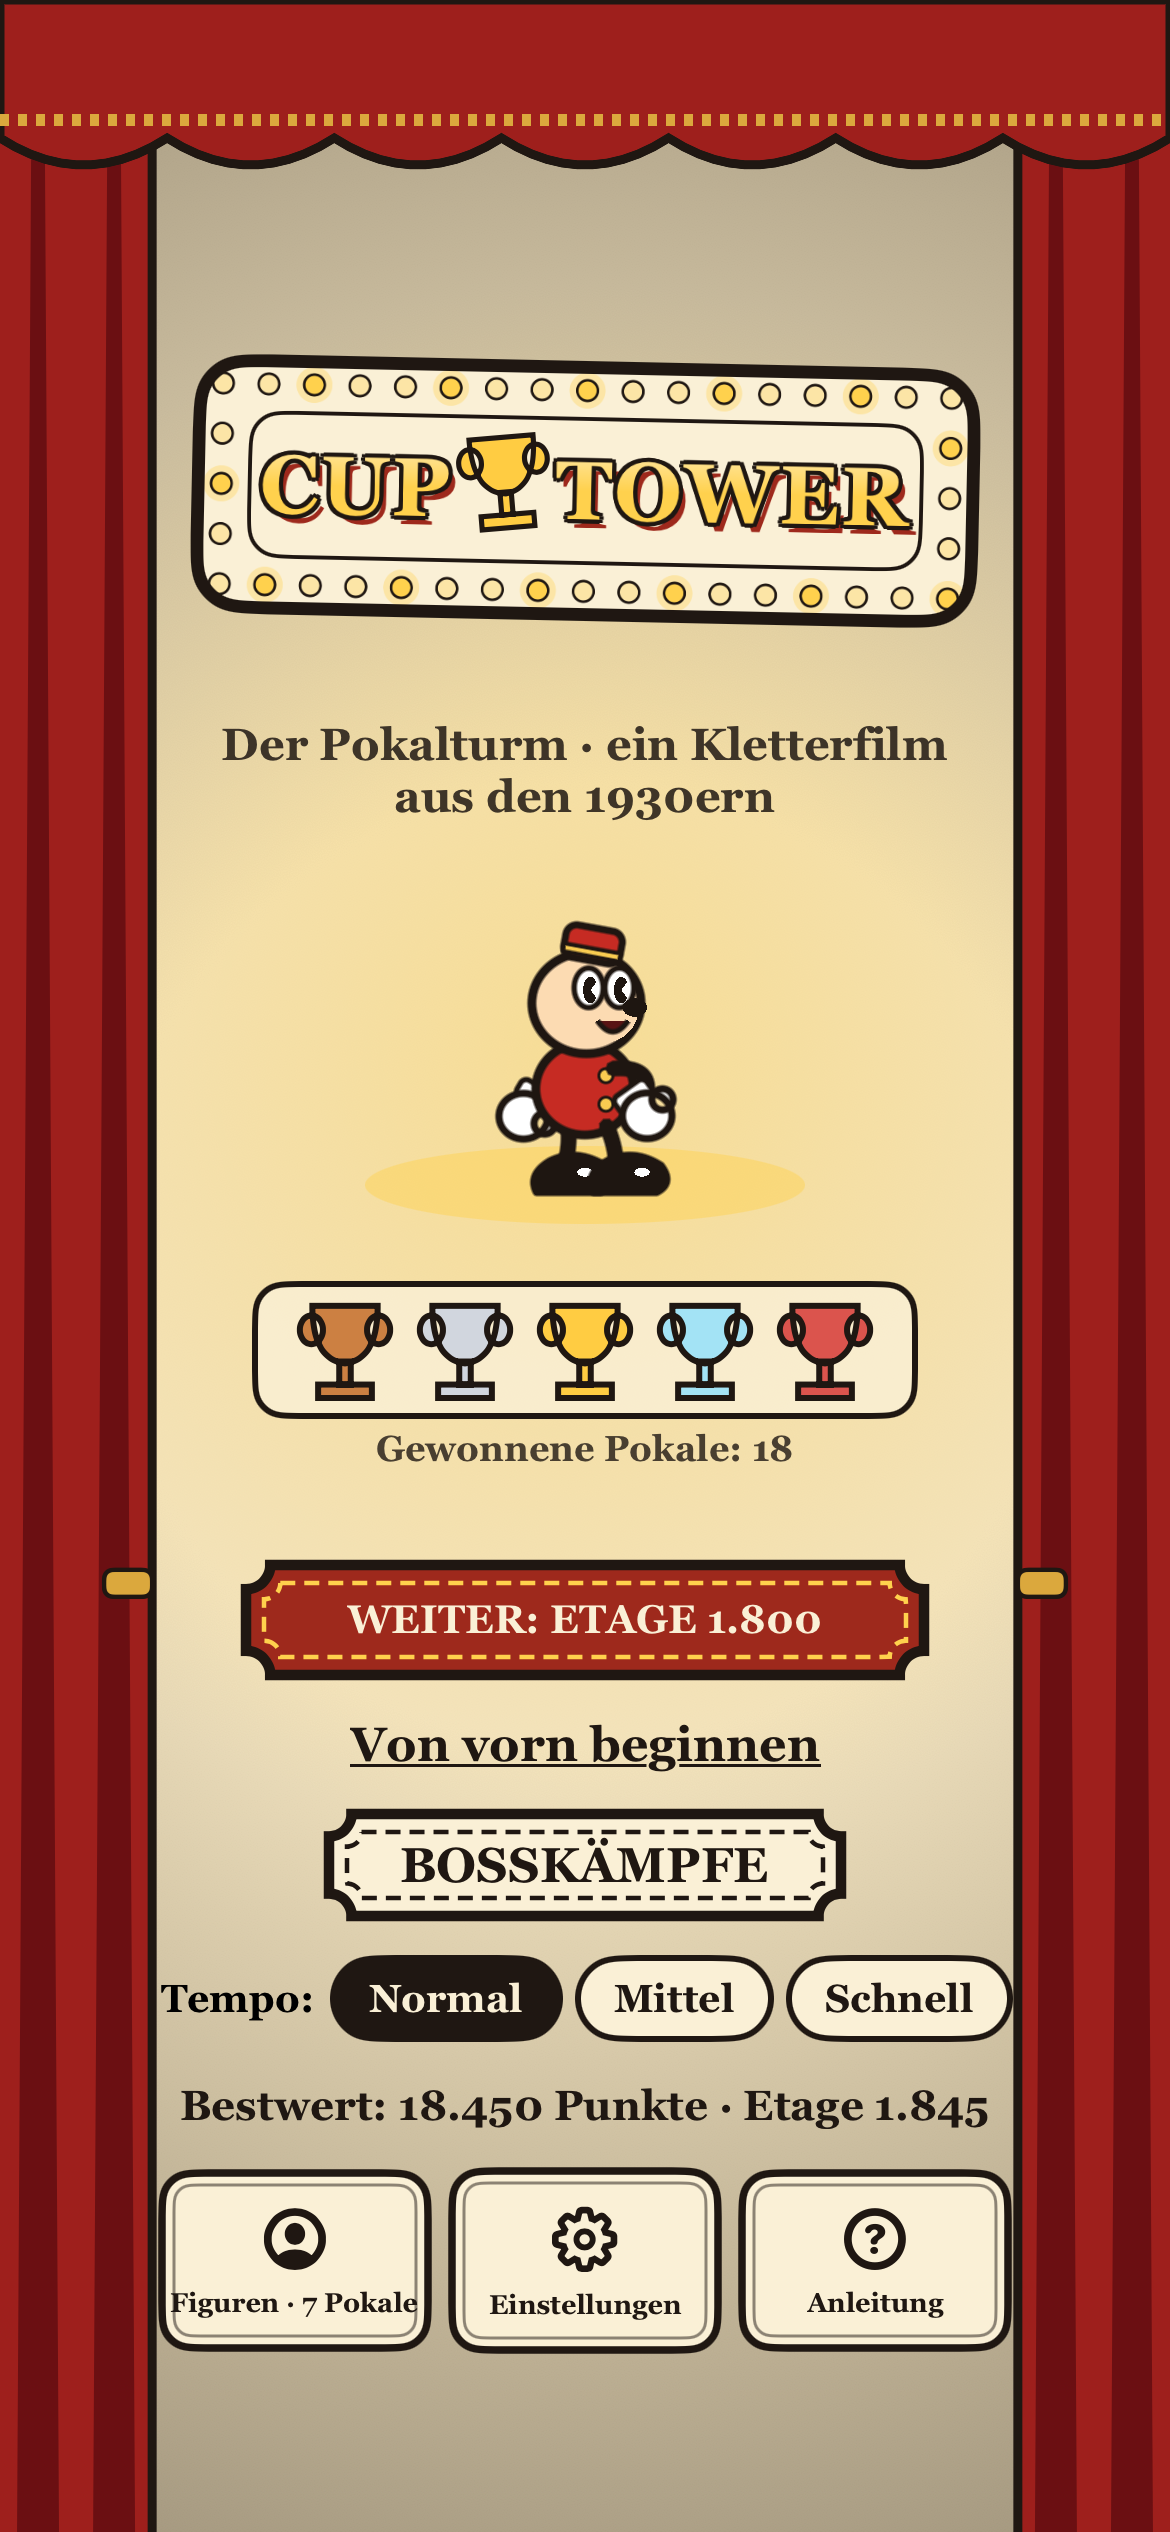 CUP TOWER
Der Pokalturm · ein Kletterfilm
aus den 1930ern
Gewonnene Pokale: 18
WEITER: ETAGE 1.800
Von vorn beginnen
BOSSKÄMPFE
Tempo: Normal Mittel Schnell
Bestwert: 18.450 Punkte · Etage 1.845
Figuren · 7 Pokale Einstellungen Anleitung